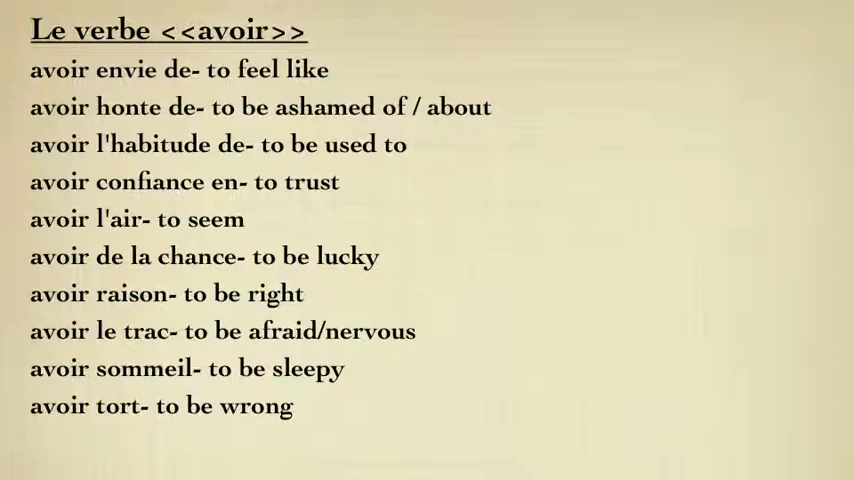 Le verbe <<avoir>>
avoir envie de- to feel like
avoir honte de- to be ashamed of / about
avoir l'habitude de- to be used to
avoir confiance en- to trust
avoir l'air- to seem
avoir de la chance- to be lucky
avoir raison- to be right
avoir le trac- to be afraid/nervous
avoir sommeil- to be sleepy
avoir tort- to be wrong